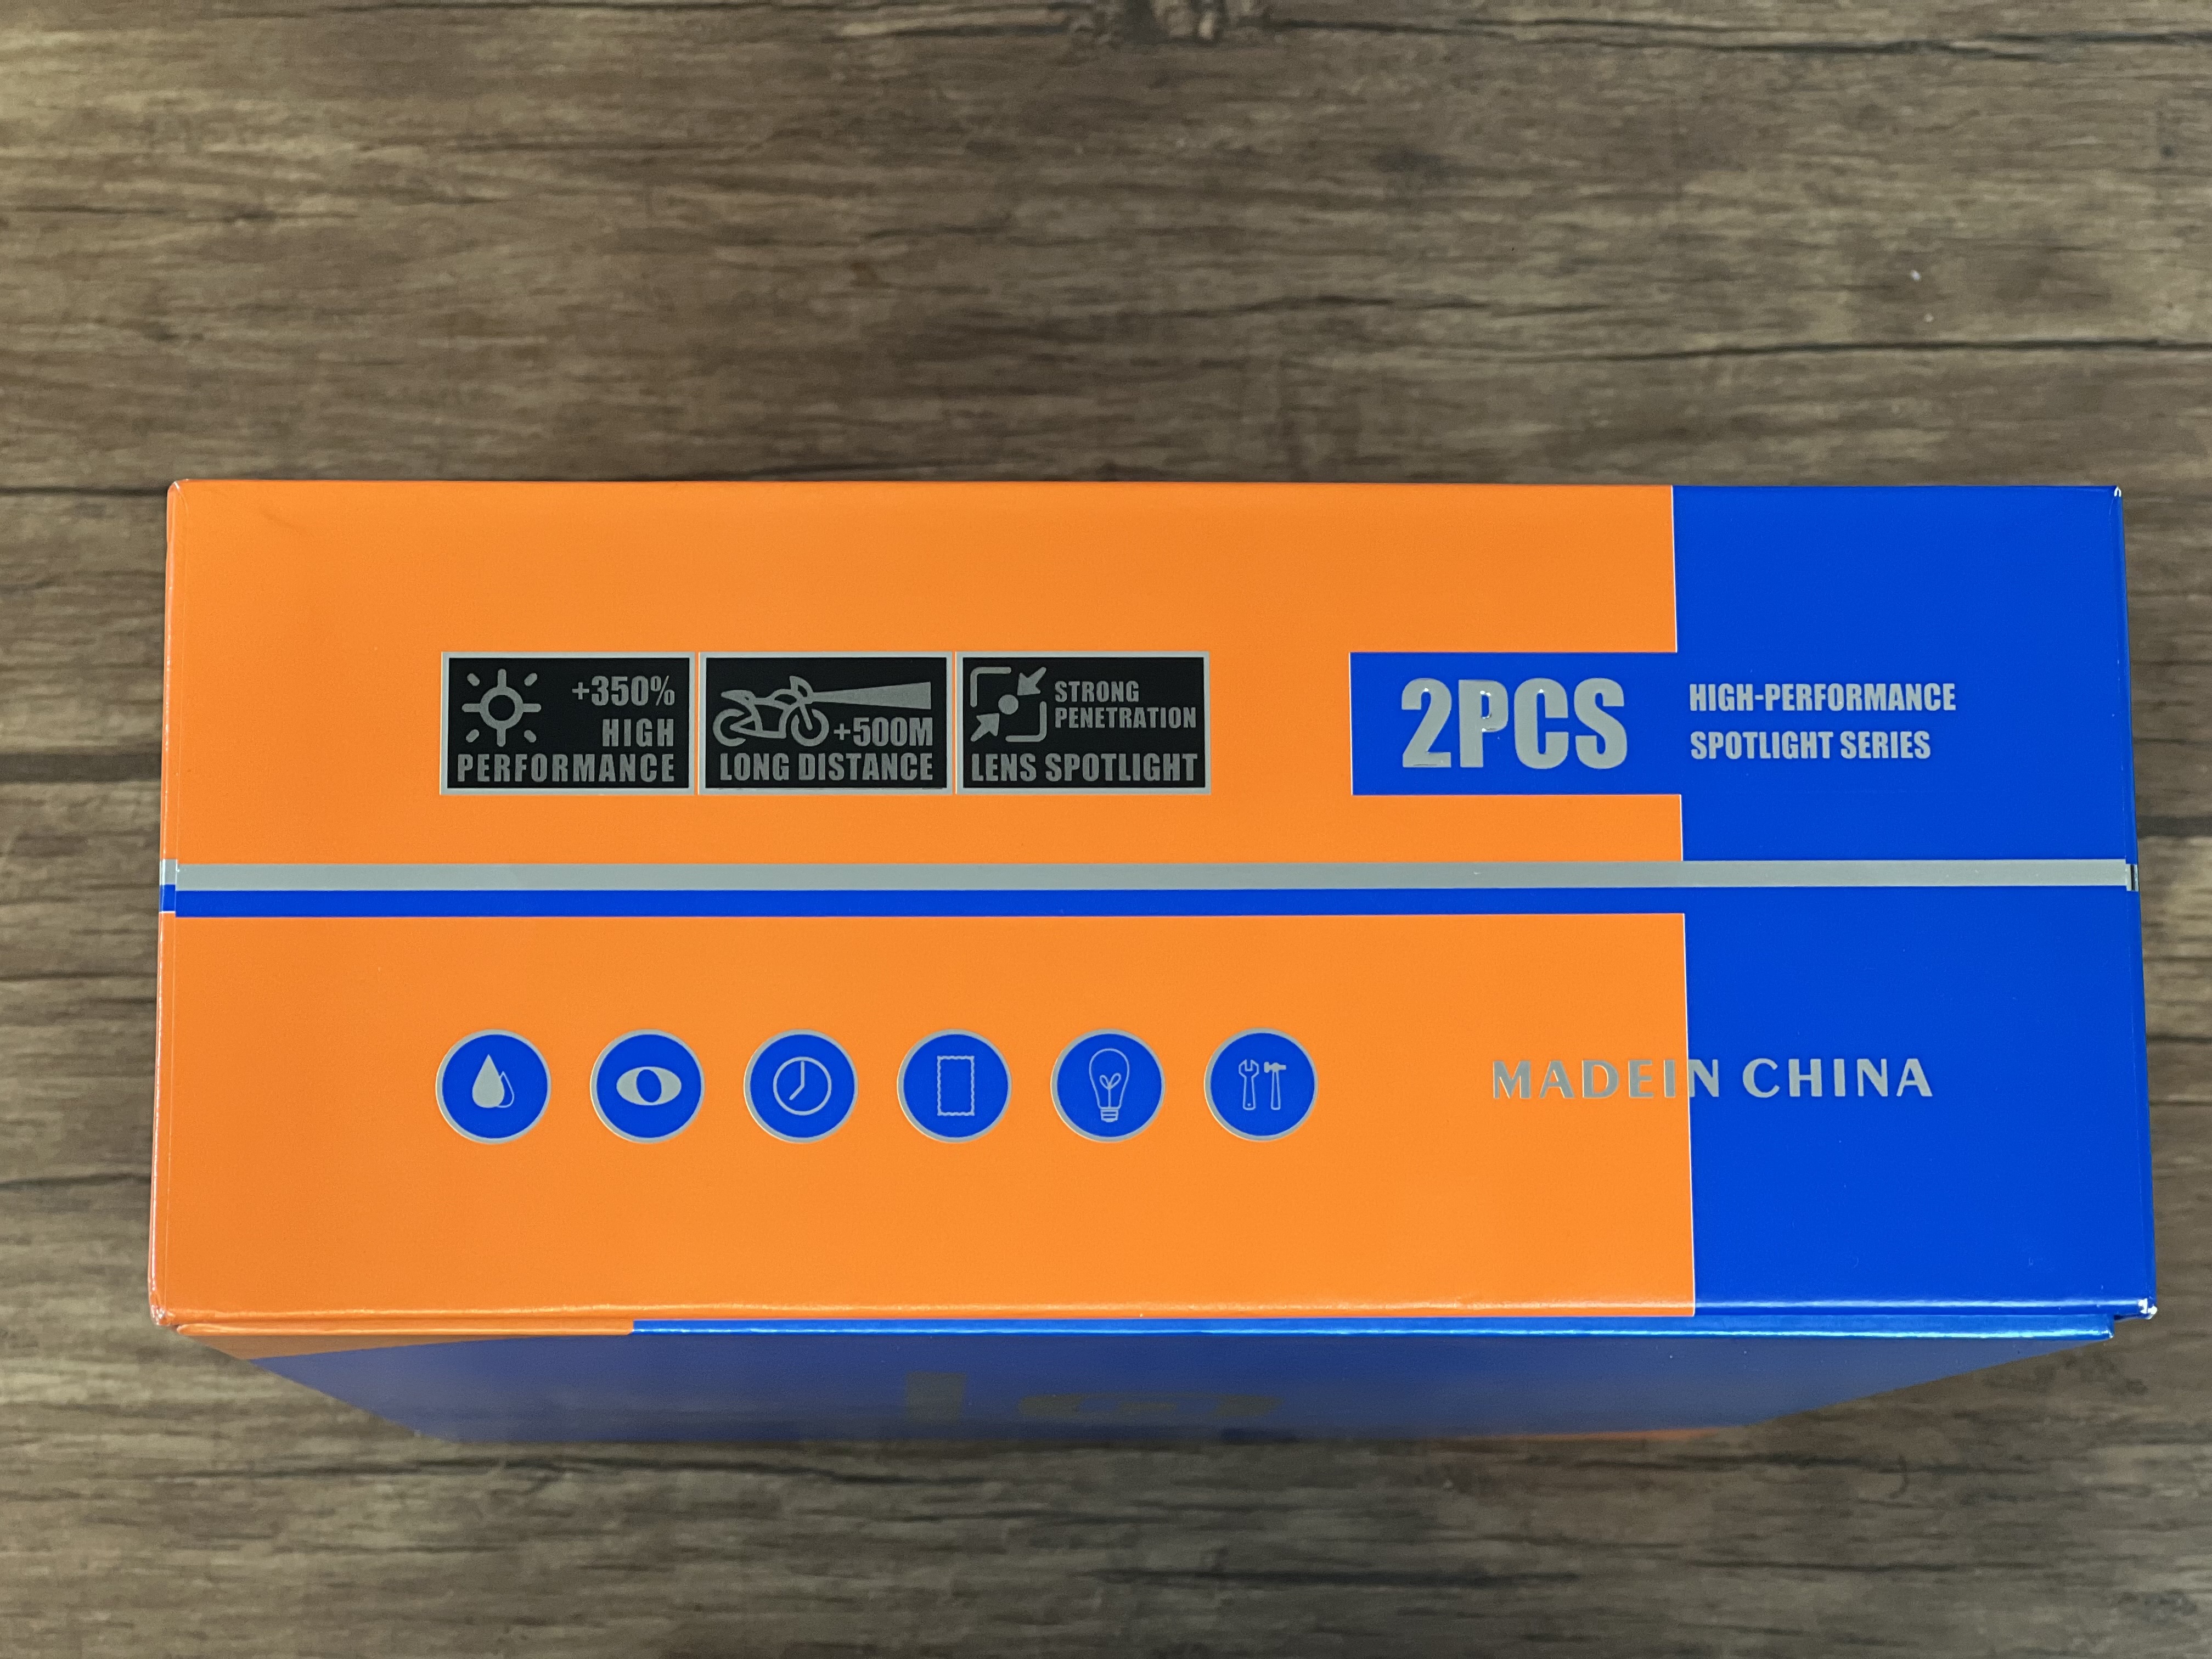 +350%
HIGH
PERFORMANCE
+500M
LONG DISTANCE
STRONG
PENETRATION
LENS SPOTLIGHT
2PCS
HIGH-PERFORMANCE
SPOTLIGHT SERIES
MADEIN CHINA